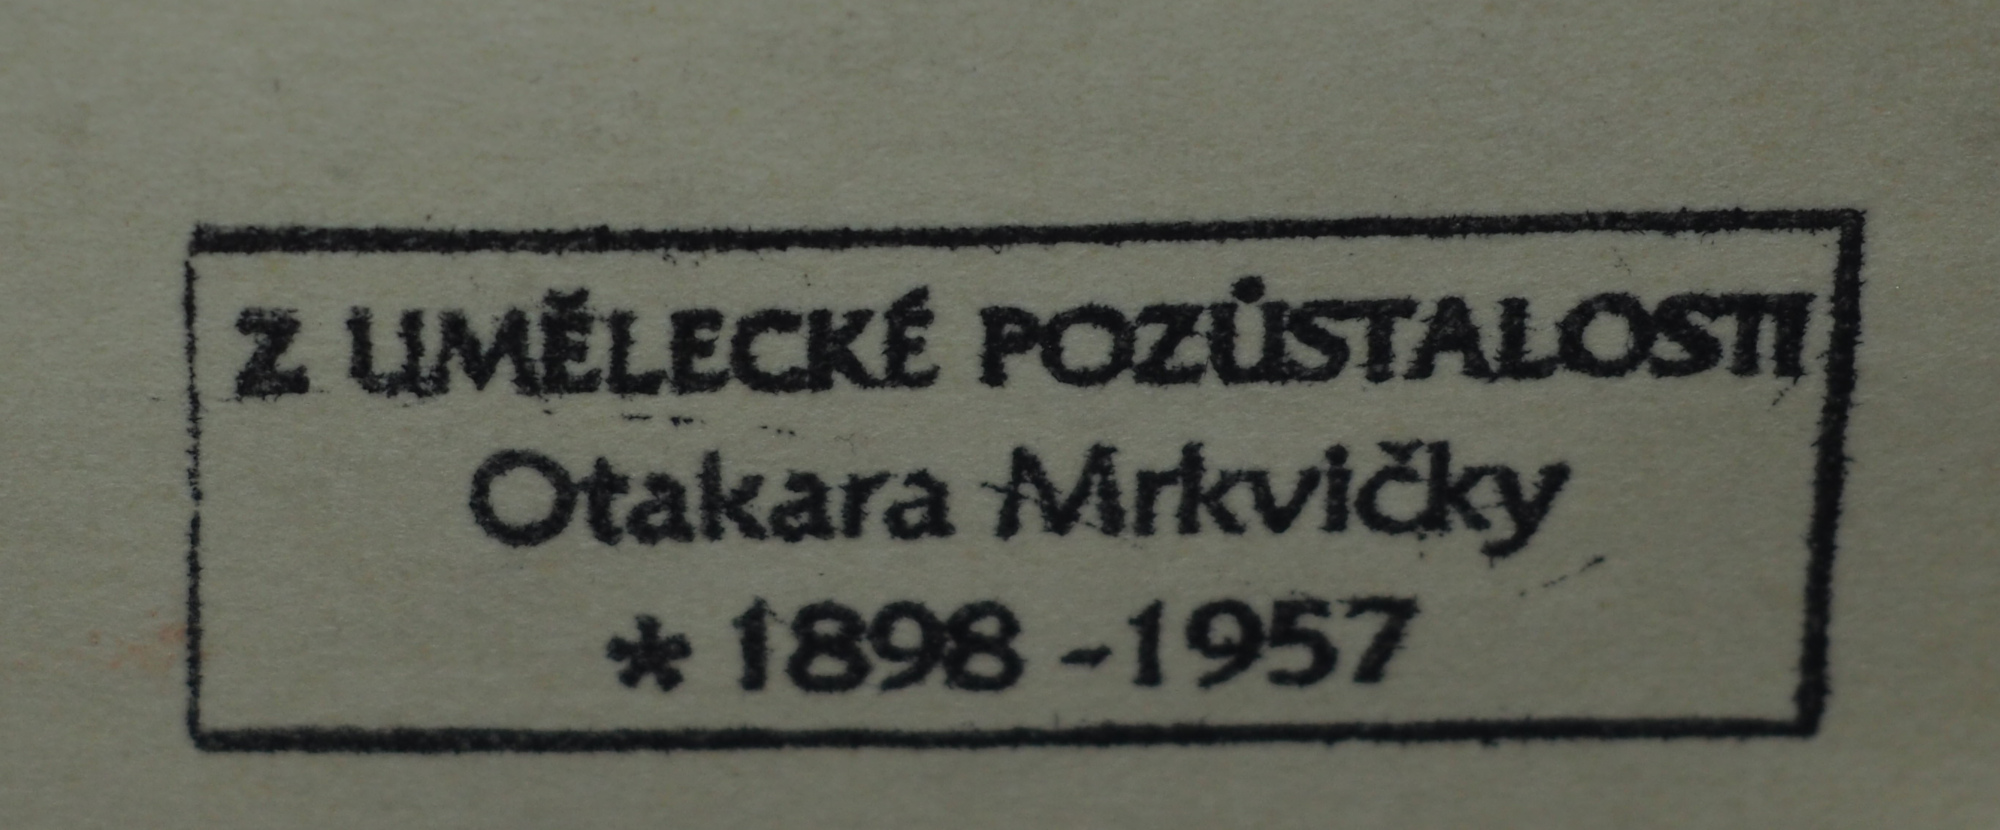 Z UMĚLECKÉ POZŮSTALOSTI
Otakara Mrkvičky
* 1898 -1957